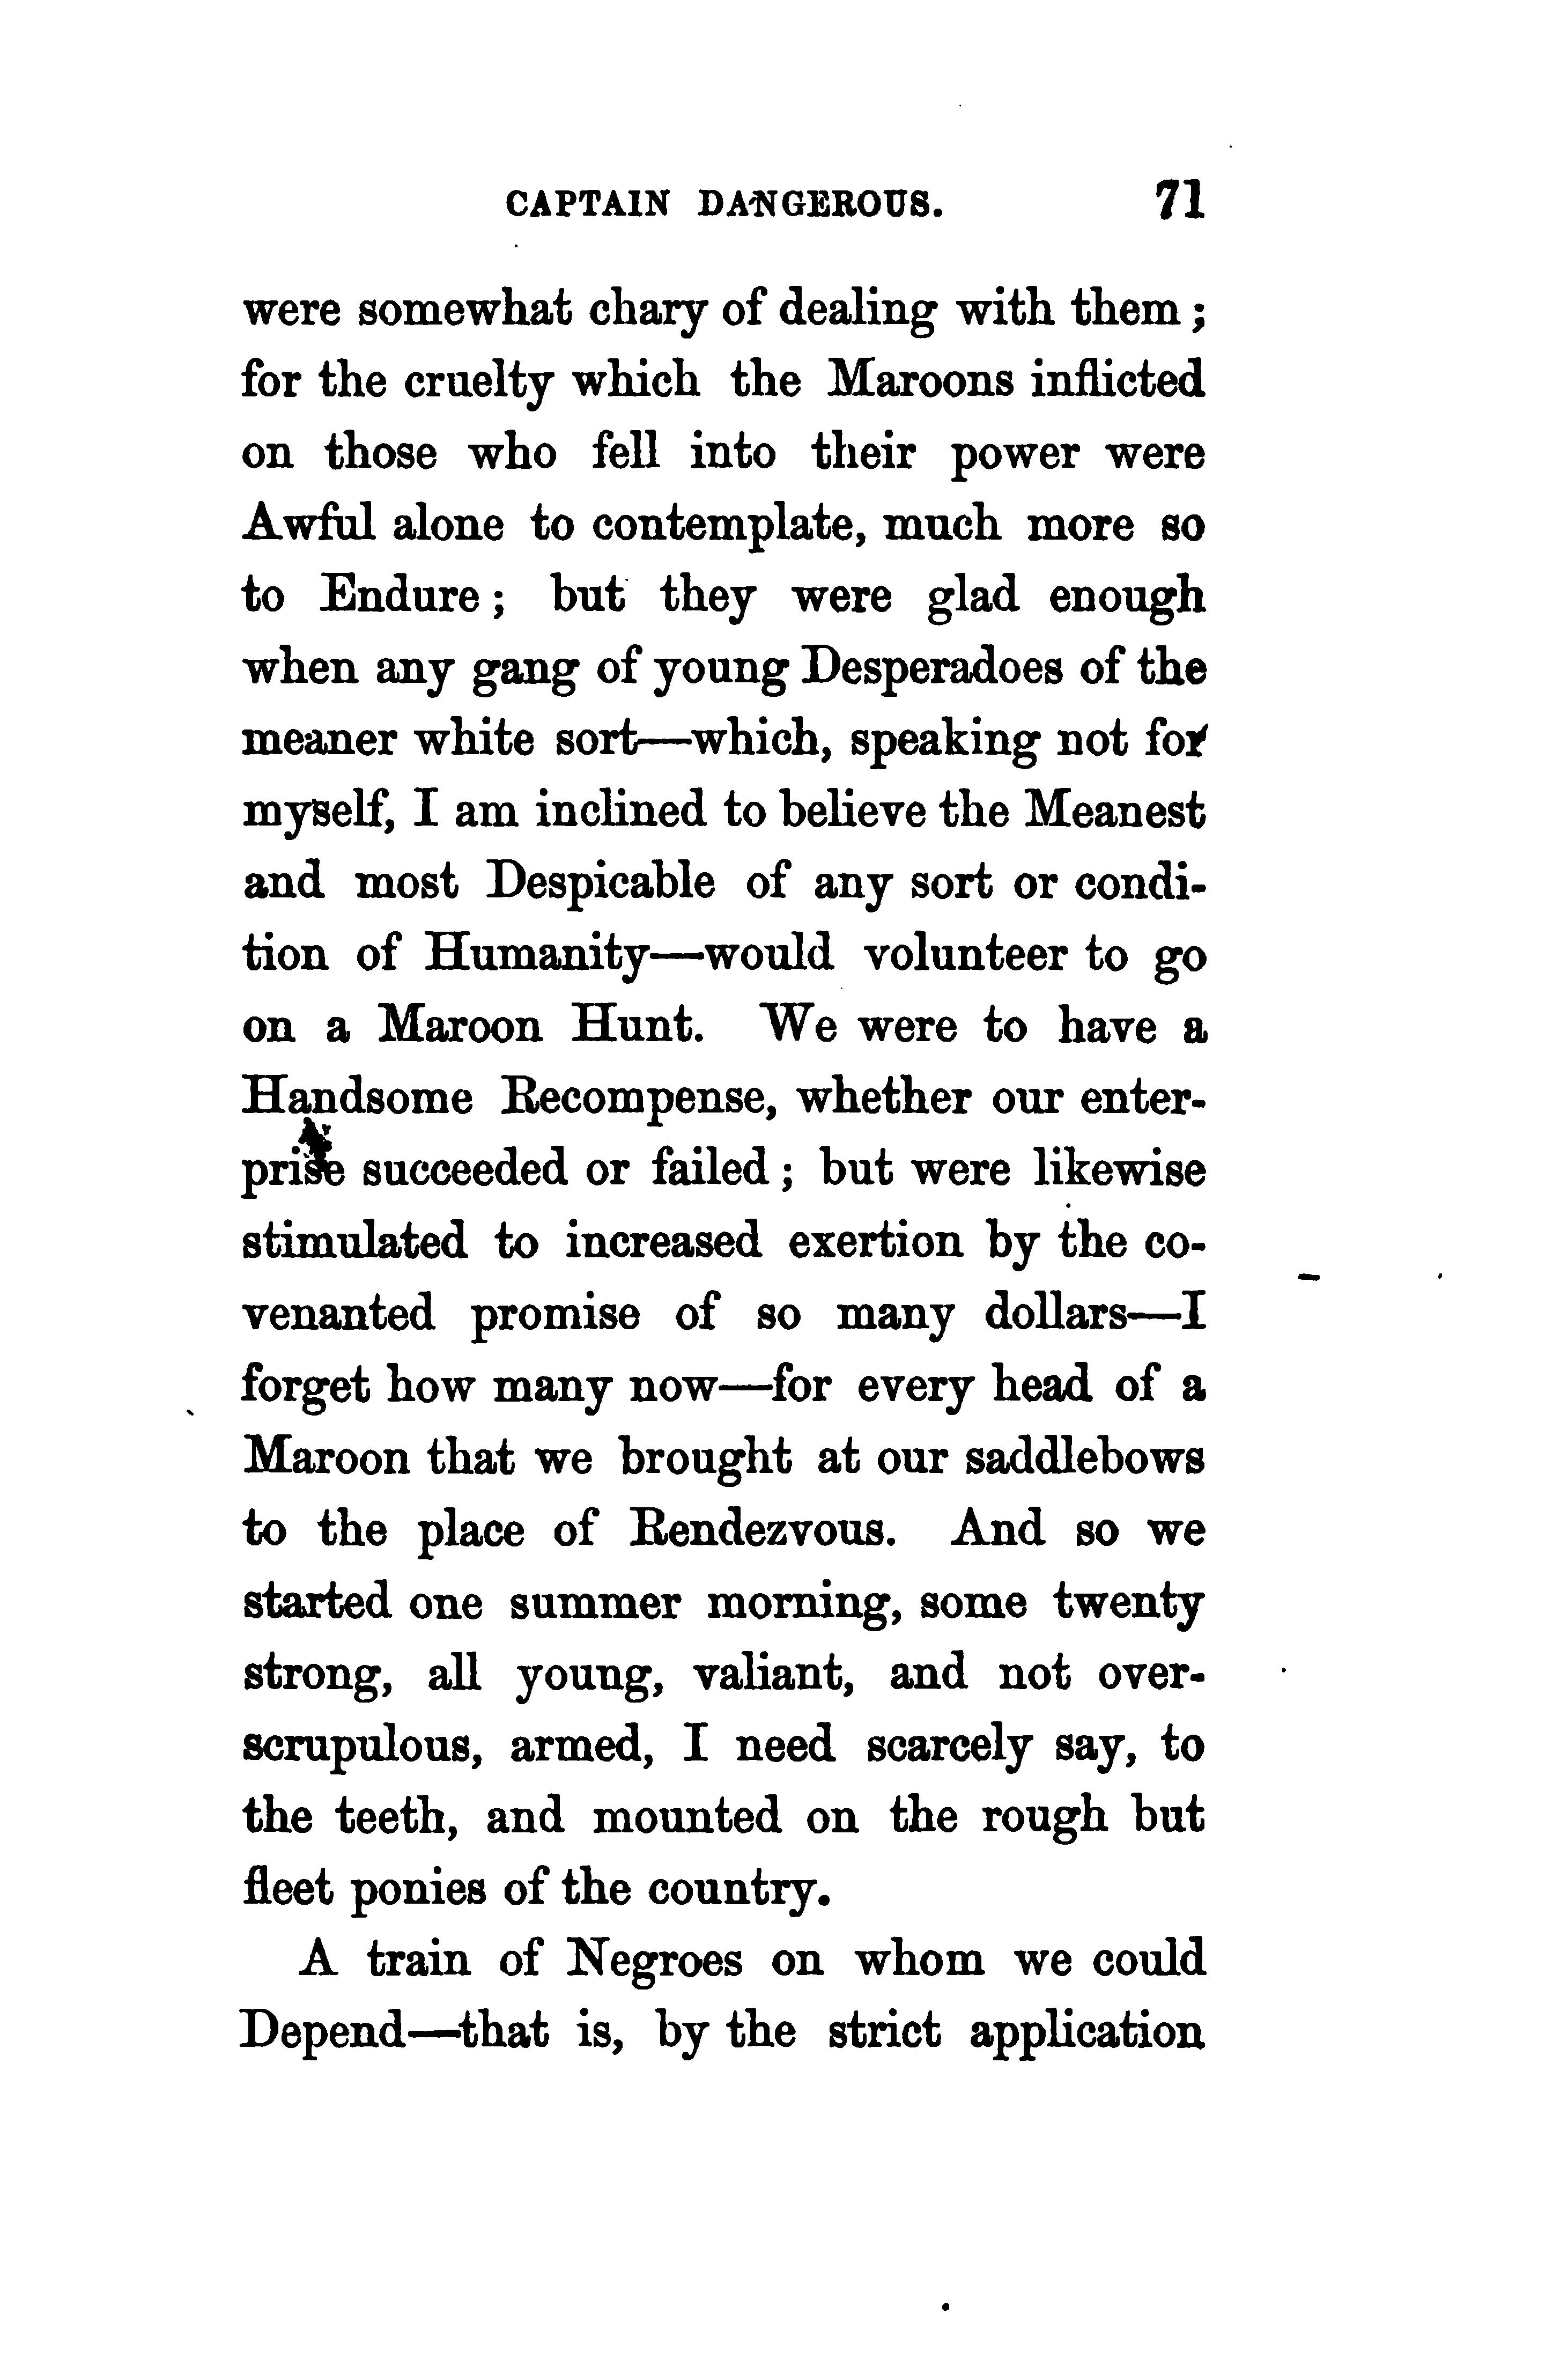 CAPTAIN DANGEROUS. 71
were somewhat chary of dealing with them;
for the cruelty which the Maroons inflicted
on those who fell into their power were
Awful alone to contemplate, much more so
to Endure; but they were glad enough
when any gang of young Desperadoes of the
meaner white sort—which, speaking not for
myself, I am inclined to believe the Meanest
and most Despicable of any sort or condi-
tion of Humanity—would volunteer to go
on a Maroon Hunt. We were to have a
Handsome Recompense, whether our enter-
prise succeeded or failed; but were likewise
stimulated to increased exertion by the co-
venanted promise of so many dollars—I
forget how many now—for every head of a
Maroon that we brought at our saddlebows
to the place of Rendezvous. And so we
started one summer morning, some twenty
strong, all young, valiant, and not over-
scrupulous, armed, I need scarcely say, to
the teeth, and mounted on the rough but
fleet ponies of the country.
A train of Negroes on whom we could
Depend—that is, by the strict application